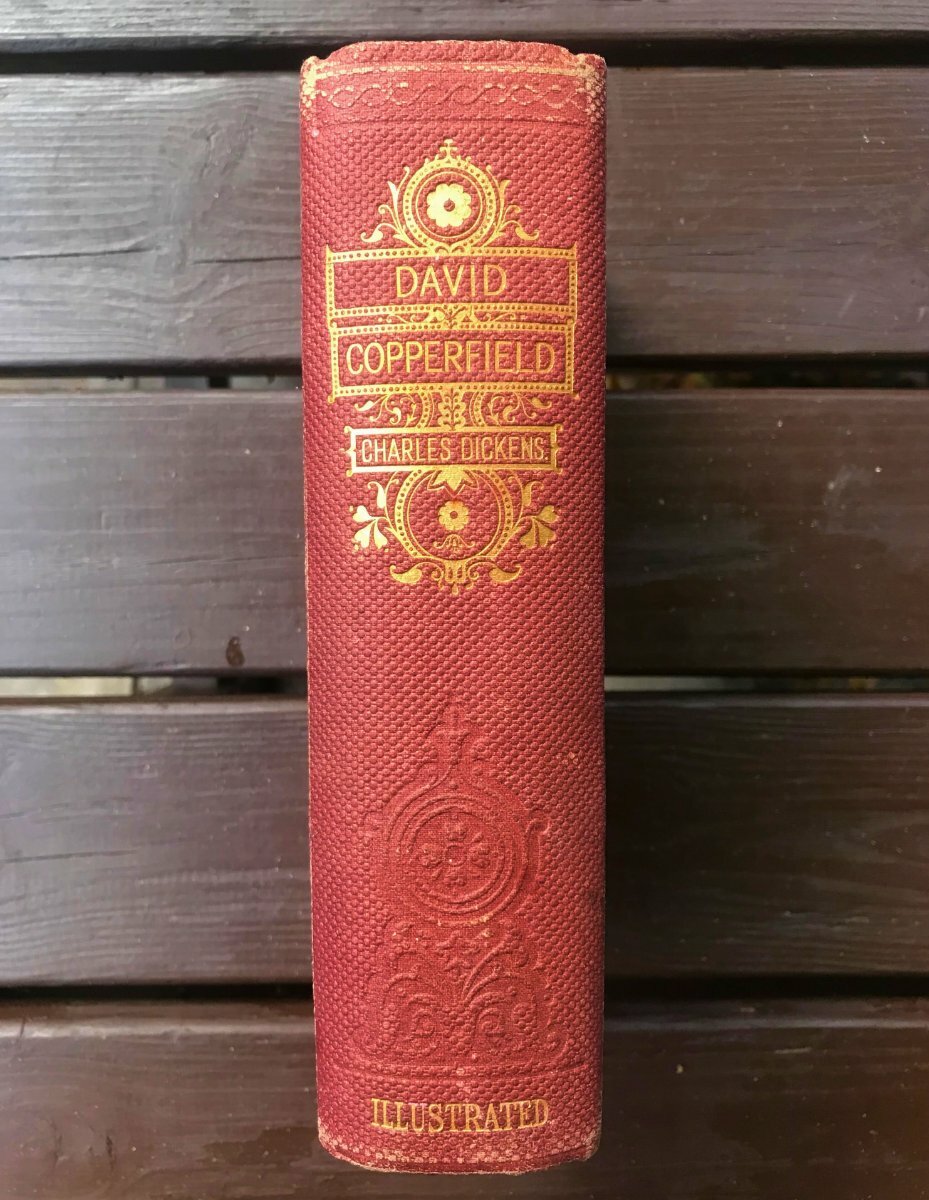 DAVID
COPPERFIELD
CHARLES DICKENS.
ILLUSTRATED